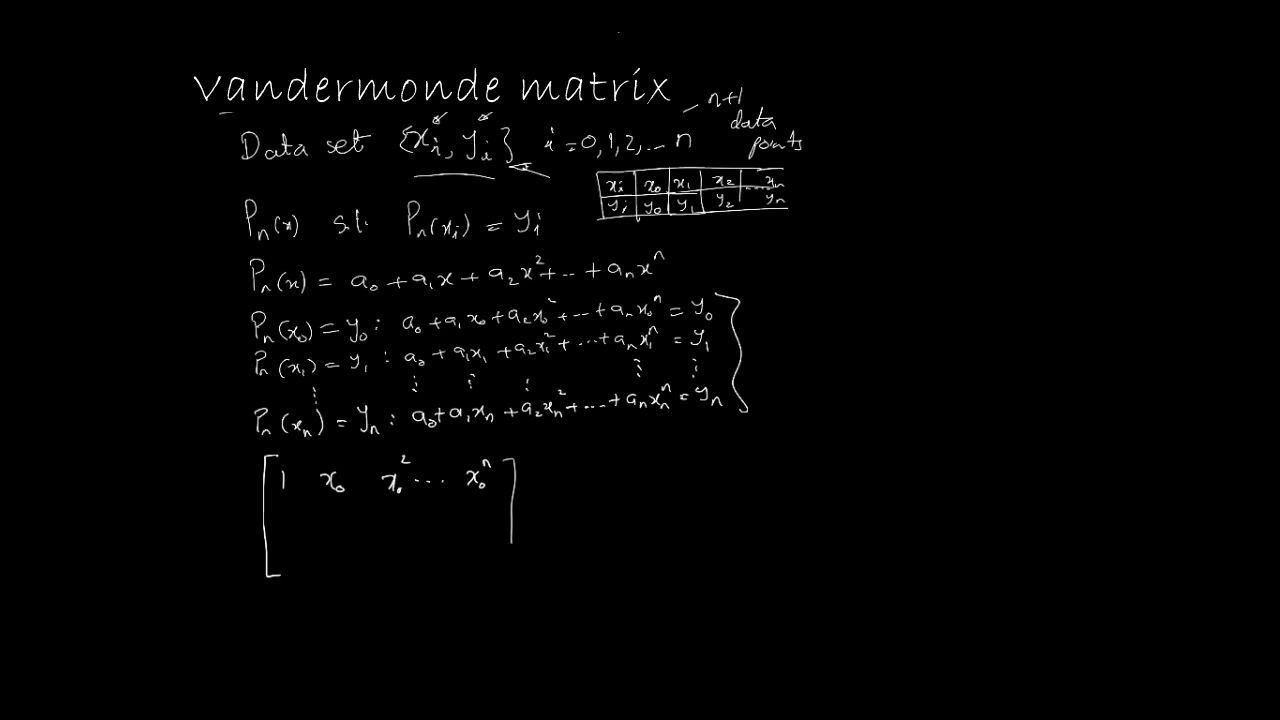 Vandermonde matrix
n+1 data points
Data set {xᵢ, yᵢ} i = 0, 1, 2, ... n
xᵢ x₀ x₁ x₂ ..... xₙ
yᵢ y₀ y₁ y₂ yₙ
Pₙ(x) s.t. Pₙ(xᵢ) = yᵢ
Pₙ(x) = a₀ + a₁x + a₂x² + ... + aₙxⁿ
Pₙ(x₀) = y₀ : a₀ + a₁x₀ + a₂x₀² + ... + aₙx₀ⁿ = y₀
Pₙ(x₁) = y₁ : a₀ + a₁x₁ + a₂x₁² + ... + aₙx₁ⁿ = y₁
⋮ ⋮ ⋮ ⋮ ⋮ ⋮
Pₙ(xₙ) = yₙ : a₀ + a₁xₙ + a₂xₙ² + .... + aₙxₙⁿ = yₙ
[1 x₀ x₀² ... x₀ⁿ]